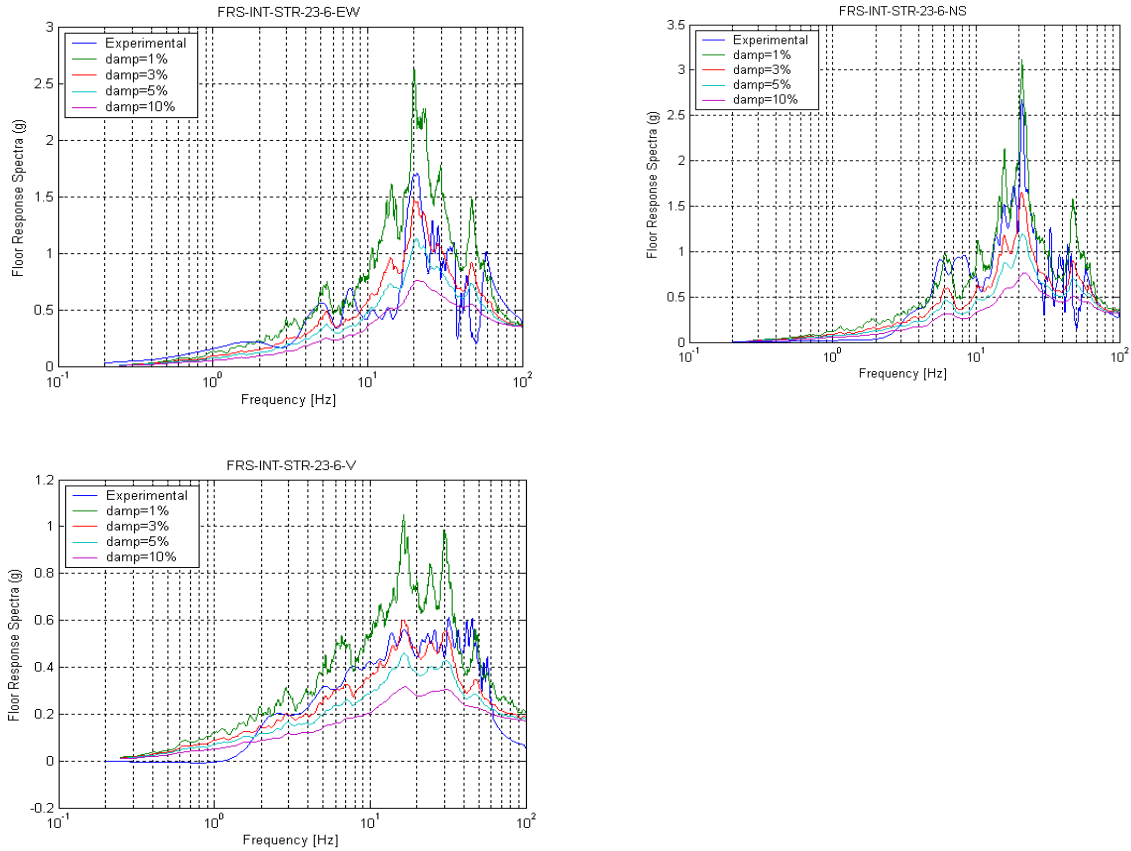 FRS-INT-STR-23-6-EW
3
2.5
2
1.5
1
0.5
0
Floor Response Spectra (g)
Experimental
damp=1%
damp=3%
damp=5%
damp=10%
10^-1 10^0 10^1 10^2
Frequency [Hz]
FRS-INT-STR-23-6-NS
3.5
3
2.5
2
1.5
1
0.5
0
Floor Response Spectra (g)
Experimental
damp=1%
damp=3%
damp=5%
damp=10%
10^-1 10^0 10^1 10^2
Frequency [Hz]
FRS-INT-STR-23-6-V
1.2
1
0.8
0.6
0.4
0.2
0
-0.2
Floor Response Spectra (g)
Experimental
damp=1%
damp=3%
damp=5%
damp=10%
10^-1 10^0 10^1 10^2
Frequency [Hz]